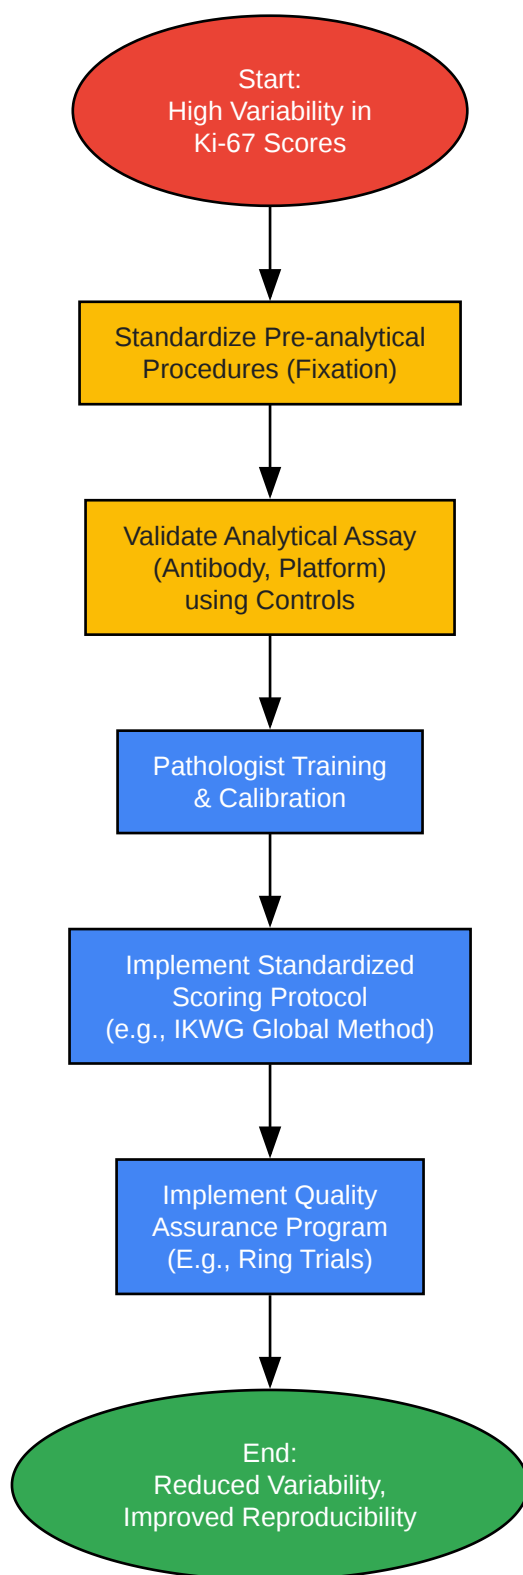 Start:
High Variability in
Ki-67 Scores
Standardize Pre-analytical
Procedures (Fixation)
Validate Analytical Assay
(Antibody, Platform)
using Controls
Pathologist Training
& Calibration
Implement Standardized
Scoring Protocol
(e.g., IKWG Global Method)
Implement Quality
Assurance Program
(E.g., Ring Trials)
End:
Reduced Variability,
Improved Reproducibility